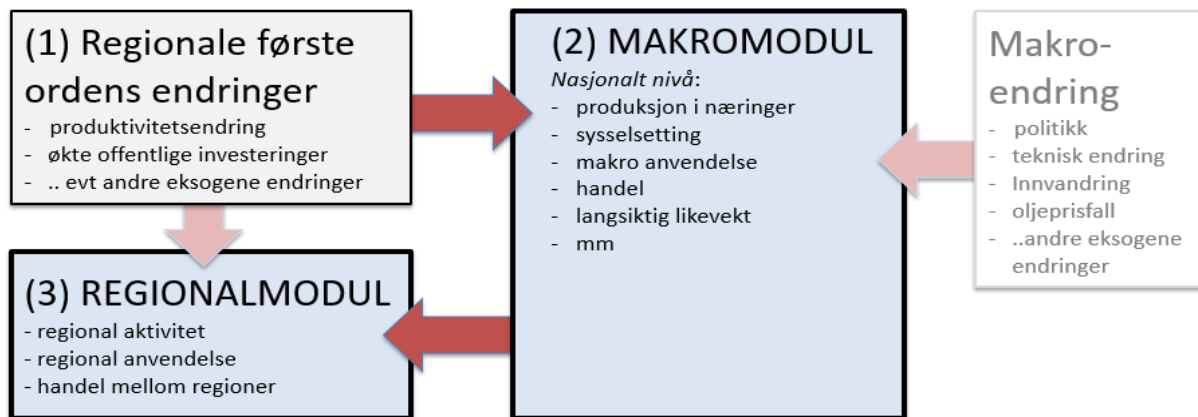 (1) Regionale første
ordens endringer
- produktivitetsendring
- økte offentlige investeringer
- .. evt andre eksogene endringer
(2) MAKROMODUL
Nasjonalt nivå:
- produksjon i næringer
- sysselsetting
- makro anvendelse
- handel
- langsiktig likevekt
- mm
Makro-
endring
- politikk
- teknisk endring
- Innvandring
- oljeprisfall
- ..andre eksogene
endringer
(3) REGIONALMODUL
- regional aktivitet
- regional anvendelse
- handel mellom regioner